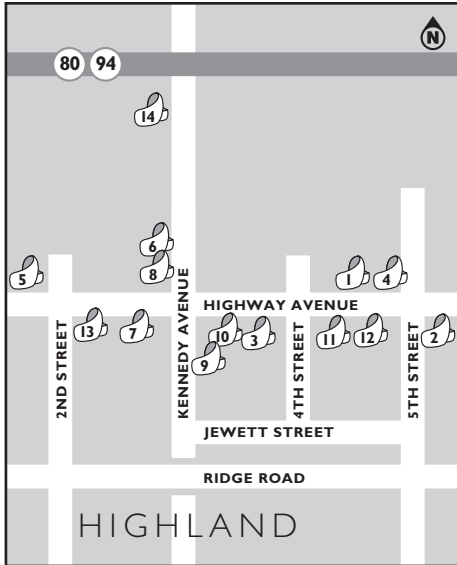 N
80 94
14
6
5 8 1 4
HIGHWAY AVENUE
13 7 10 3 11 12 2
9
2ND STREET
KENNEDY AVENUE
4TH STREET
5TH STREET
JEWETT STREET
RIDGE ROAD
HIGHLAND